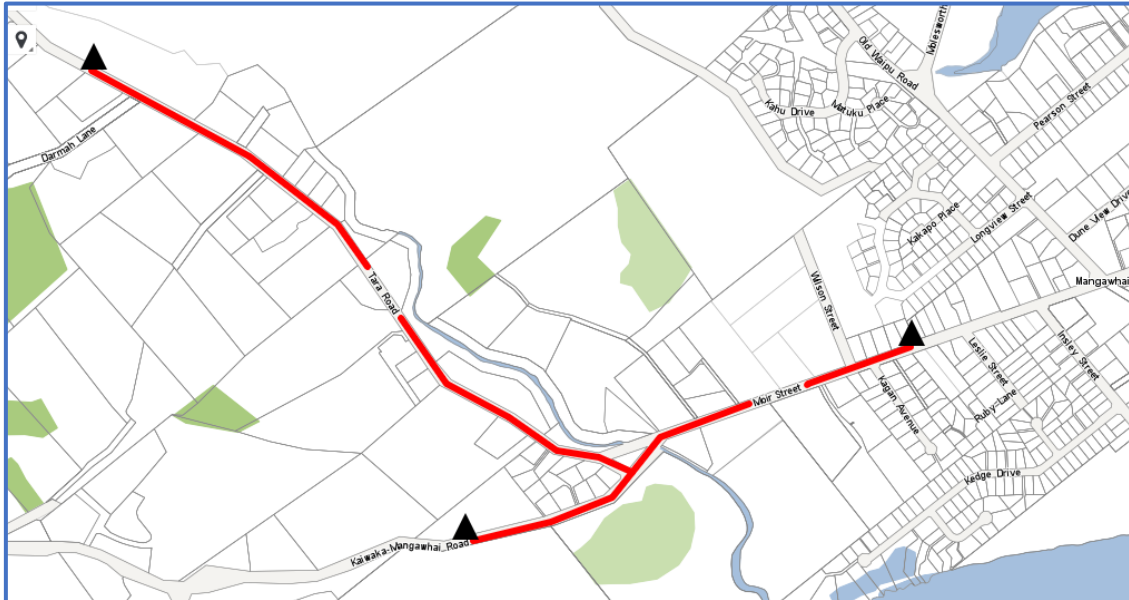 Molesworth
Old Waipu Road
Kahu Drive
Matuku Place
Pearson Street
Darmah Lane
Kakapo Place
Longview Street
Dune View Drive
Tara Road
Wilson Street
Mangawhai
Moir Street
Leslie Street
Insley Street
Kagan Avenue
Ruby Lane
Kedge Drive
Kaiwaka-Mangawhai Road